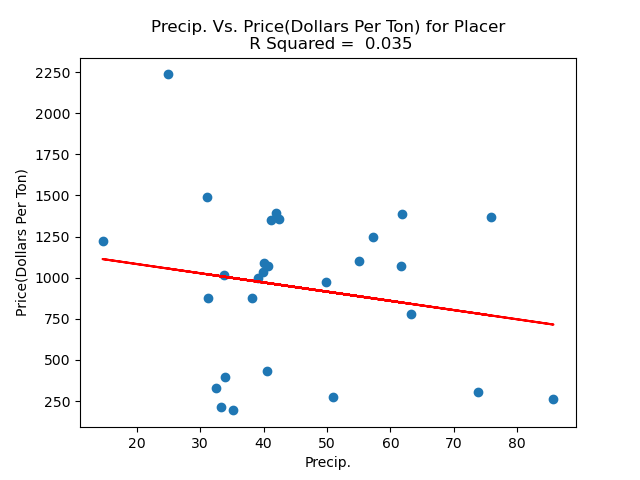 Precip. Vs. Price(Dollars Per Ton) for Placer
R Squared =  0.035
2250
2000
1750
1500
1250
1000
750
500
250
Price(Dollars Per Ton)
20 30 40 50 60 70 80
Precip.